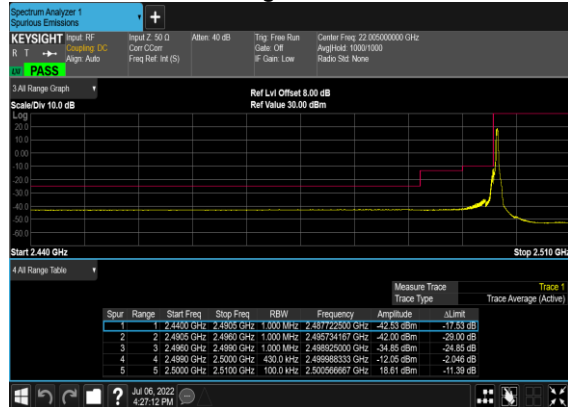 Spectrum Analyzer 1
Spurious Emissions
+
KEYSIGHT Input: RF Input Z: 50 Ω Atten: 40 dB Trig: Free Run Center Freq: 22.005000000 GHz
R T Coupling: DC Corr CCorr Gate: Off Avg|Hold: 1000/1000
Align: Auto Freq Ref: Int (S) IF Gain: Low Radio Std: None
PASS
3 All Range Graph Ref Lvl Offset 8.00 dB
Scale/Div 10.0 dB Ref Value 30.00 dBm
Log
20.0
10.0
0.00
-10.0
-20.0
-30.0
-40.0
-50.0
-60.0
Start 2.440 GHz Stop 2.510 GHz
4 All Range Table
Measure Trace Trace 1
Trace Type Trace Average (Active)
Spur Range Start Freq Stop Freq RBW Frequency Amplitude ΔLimit
1 1 2.4400 GHz 2.4905 GHz 1.000 MHz 2.487722500 GHz -42.53 dBm -17.53 dB
2 2 2.4905 GHz 2.4960 GHz 1.000 MHz 2.495734167 GHz -42.00 dBm -29.00 dB
3 3 2.4960 GHz 2.4990 GHz 1.000 MHz 2.498925000 GHz -34.85 dBm -24.85 dB
4 4 2.4990 GHz 2.5000 GHz 430.0 kHz 2.499988333 GHz -12.05 dBm -2.046 dB
5 5 2.5000 GHz 2.5100 GHz 100.0 kHz 2.500566667 GHz 18.61 dBm -11.39 dB
? Jul 06, 2022
4:27:12 PM